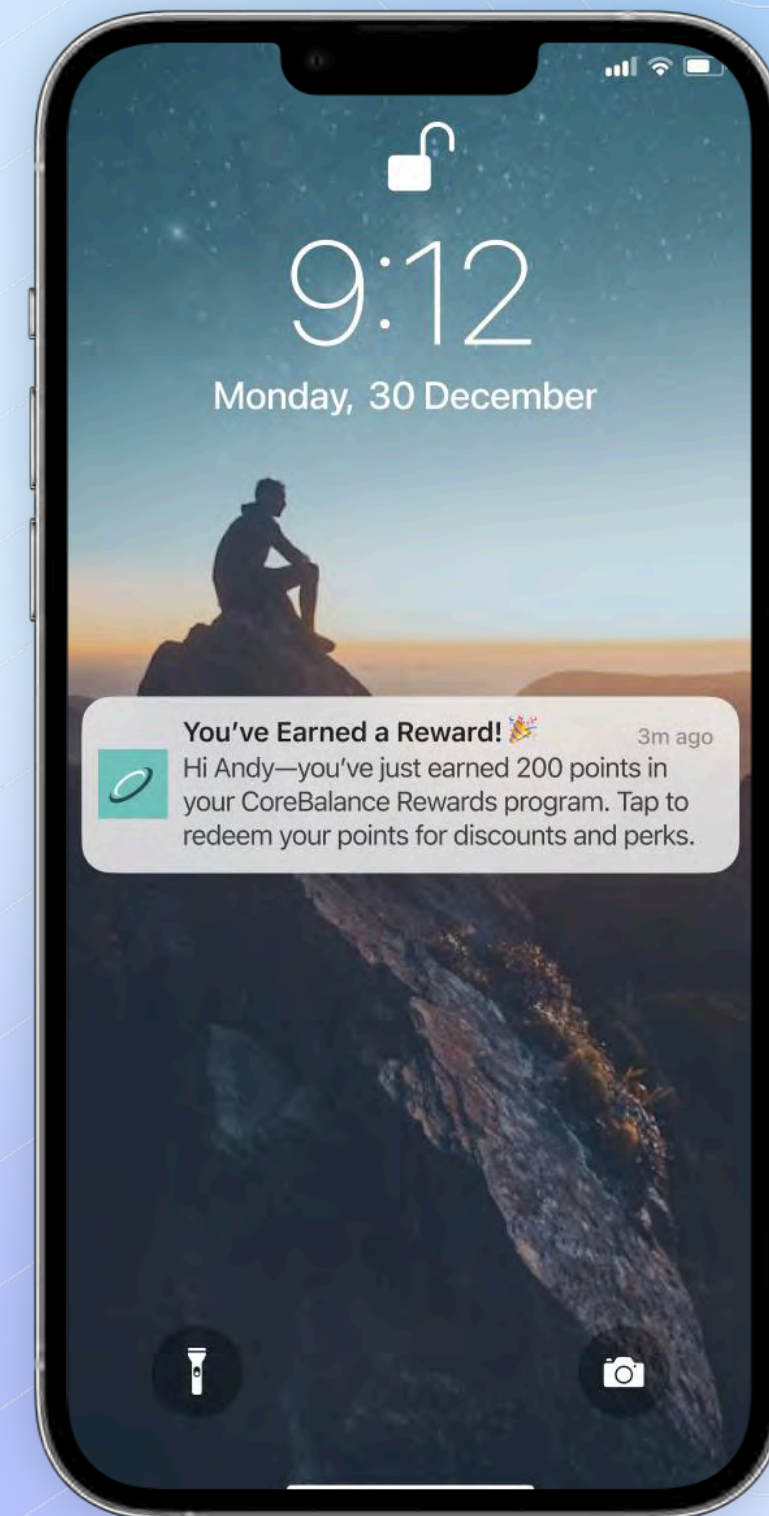 9:12
Monday, 30 December
You've Earned a Reward! 🎉
3m ago
Hi Andy—you've just earned 200 points in
your CoreBalance Rewards program. Tap to
redeem your points for discounts and perks.